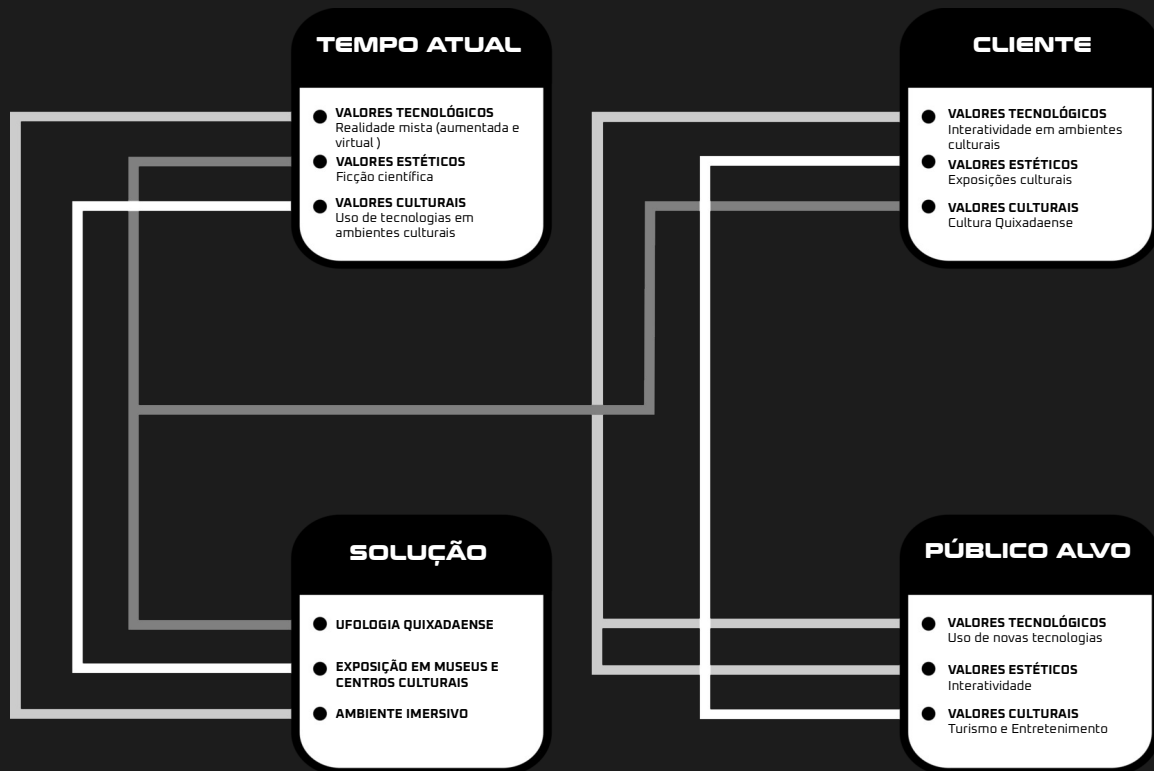 TEMPO ATUAL
VALORES TECNOLÓGICOS
Realidade mista (aumentada e
virtual )
VALORES ESTÉTICOS
Ficção científica
VALORES CULTURAIS
Uso de tecnologias em
ambientes culturais
CLIENTE
VALORES TECNOLÓGICOS
Interatividade em ambientes
culturais
VALORES ESTÉTICOS
Exposições culturais
VALORES CULTURAIS
Cultura Quixadaense
SOLUÇÃO
UFOLOGIA QUIXADAENSE
EXPOSIÇÃO EM MUSEUS E
CENTROS CULTURAIS
AMBIENTE IMERSIVO
PÚBLICO ALVO
VALORES TECNOLÓGICOS
Uso de novas tecnologias
VALORES ESTÉTICOS
Interatividade
VALORES CULTURAIS
Turismo e Entretenimento